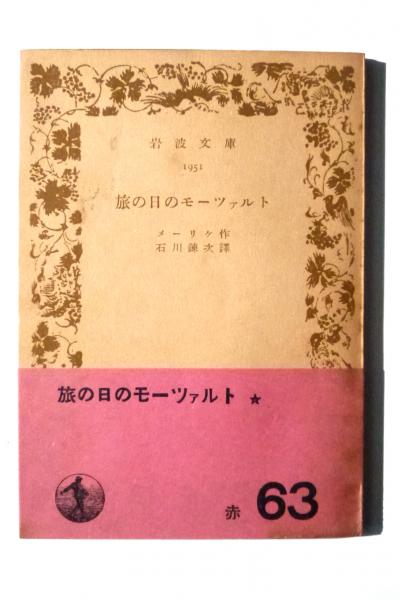 岩波文庫
1951
旅の日のモーツァルト
メーリケ作
石川錬次譯
旅の日のモーツァルト ★
赤 63